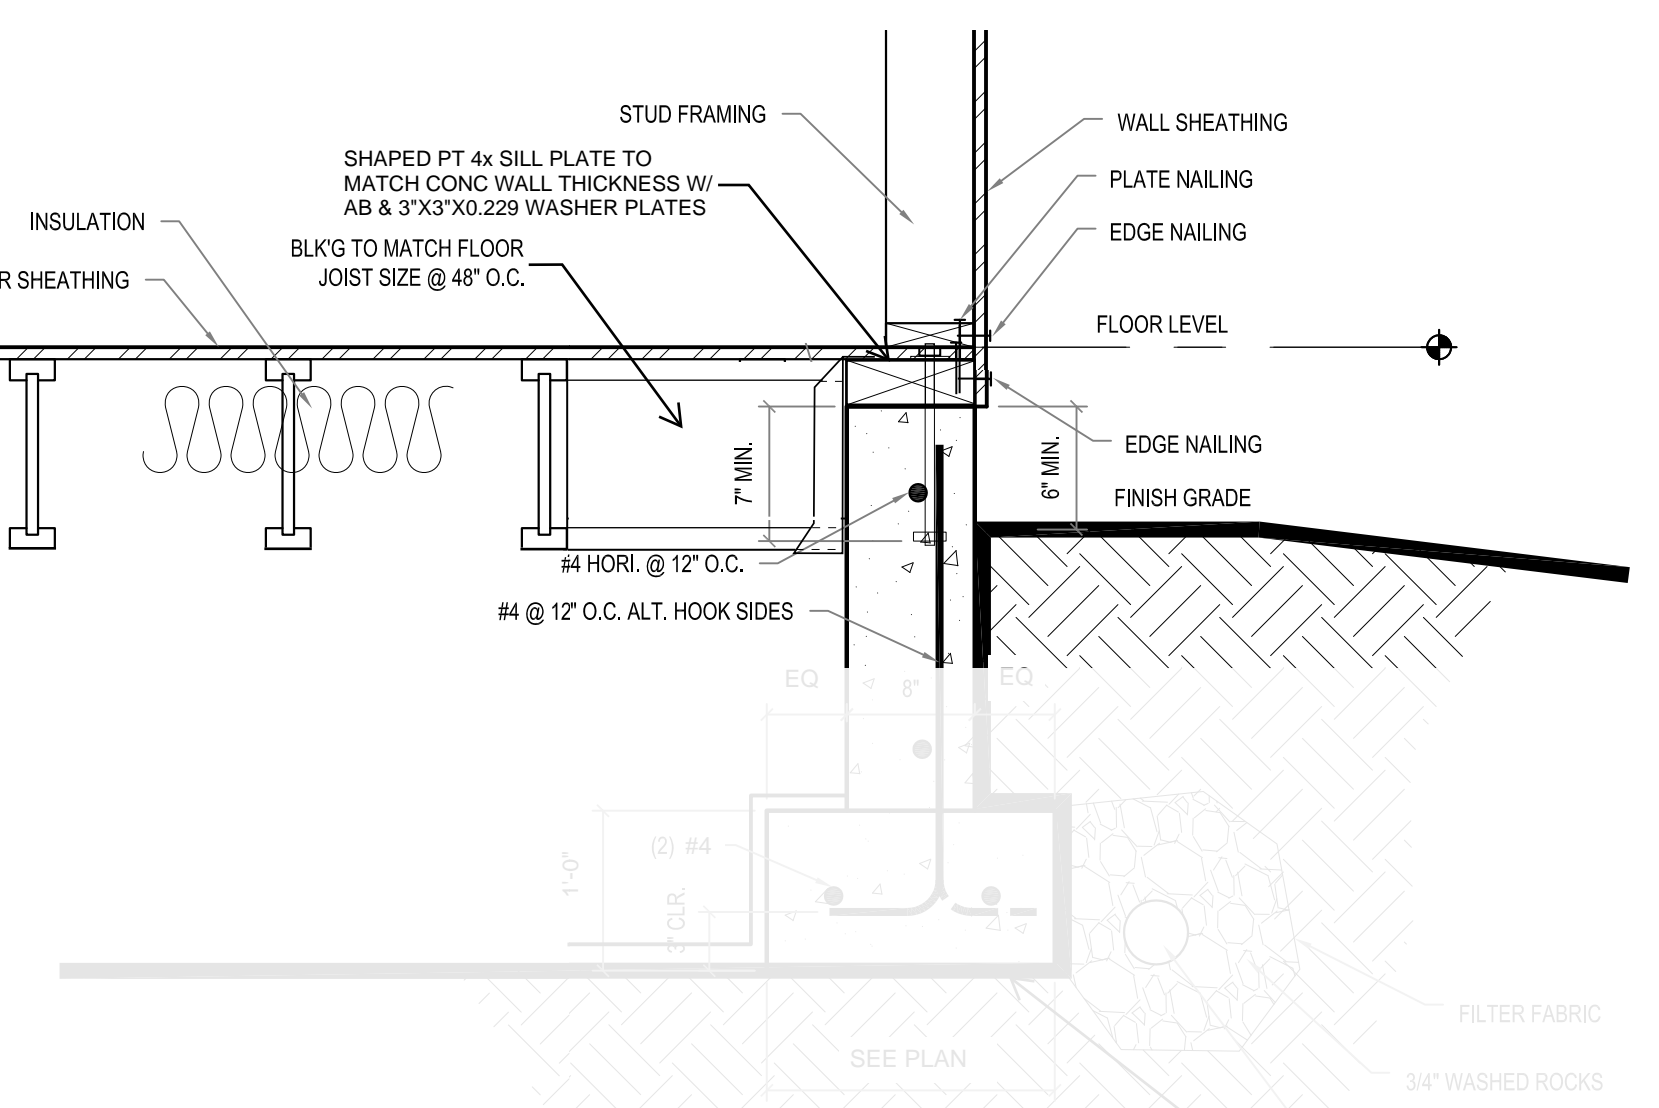 STUD FRAMING
WALL SHEATHING
SHAPED PT 4x SILL PLATE TO
MATCH CONC WALL THICKNESS W/
AB & 3"X3"X0.229 WASHER PLATES
PLATE NAILING
INSULATION
EDGE NAILING
BLK'G TO MATCH FLOOR
JOIST SIZE @ 48" O.C.
R SHEATHING
FLOOR LEVEL
7" MIN.
6" MIN.
EDGE NAILING
FINISH GRADE
#4 HORI. @ 12" O.C.
#4 @ 12" O.C. ALT. HOOK SIDES
EQ
8"
EQ
(2) #4
1'-0"
3" CLR.
FILTER FABRIC
SEE PLAN
3/4" WASHED ROCKS